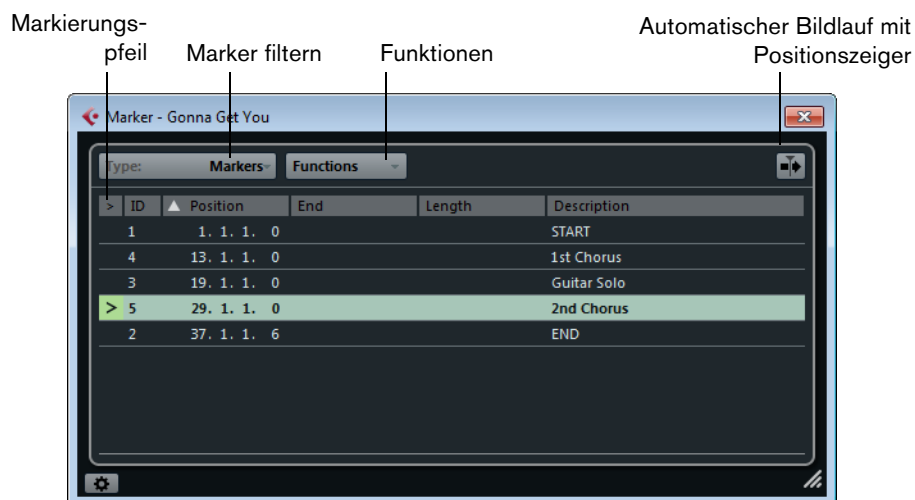 Markierungs-
pfeil
Marker filtern
Funktionen
Automatischer Bildlauf mit
Positionszeiger
Marker - Gonna Get You
Type: Markers Functions
> ID Position End Length Description
1 1. 1. 1. 0 START
4 13. 1. 1. 0 1st Chorus
3 19. 1. 1. 0 Guitar Solo
> 5 29. 1. 1. 0 2nd Chorus
2 37. 1. 1. 6 END